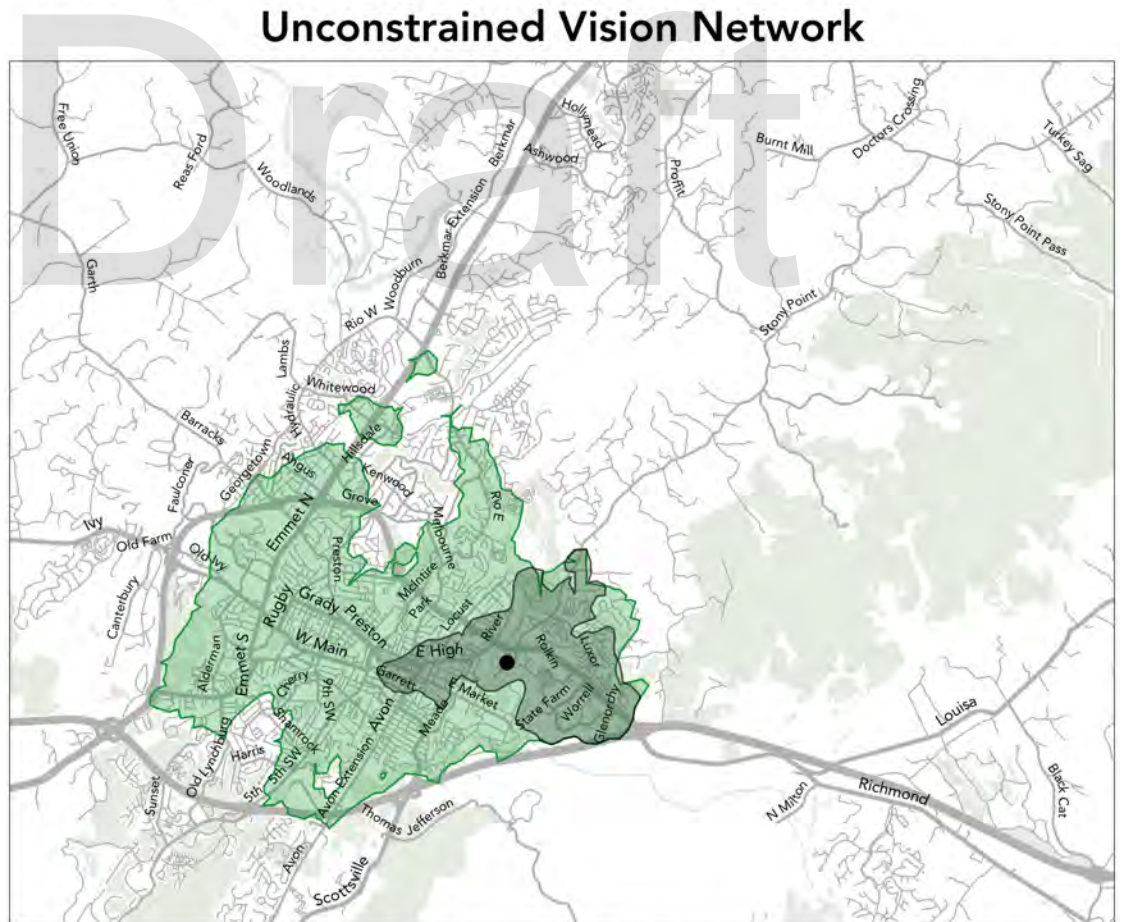 Unconstrained Vision Network
Draft
Free Union
Reas Ford
Woodlands
Berkmar
Hollymead
Ashwood
Proffit
Burnt Mill
Doctors Crossing
Turkey Sag
Stony Point Pass
Garth
Berkmar Extension
Woodburn
Rio W
Stony Point
Lambs
Whitewood
Hydraulic
Barracks
Hillsdale
Georgetown
Angus
Kenwood
Faulconer
Grove
Rio E
Emmet N
Melbourne
Ivy
Old Farm
Old Ivy
Preston
McIntire
Canterbury
Rugby
Grady
Preston
Park
Locust
River
W Main
E High
Rolkin
Luxor
Alderman
Emmet S
Cherry
9th SW
Garrett
E Market
State Farm
Worrell
Glenorchy
Avon
Meade
Shamrock
Old Lynchburg
Harris
5th SW
5th
Avon Extension
Sunset
Thomas Jefferson
Avon
Scottsville
Louisa
Richmond
N Milton
Black Cat